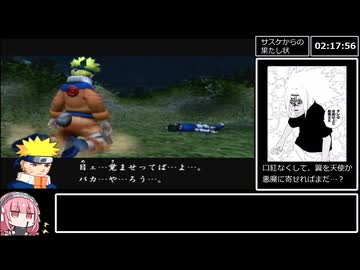 サスケからの
果たし状
02:17:56
目ェ…覚ませってば…よ…。
バカ…や…ろう…。
口紅なくして、翼を天使か
悪魔に寄せればまだ…？